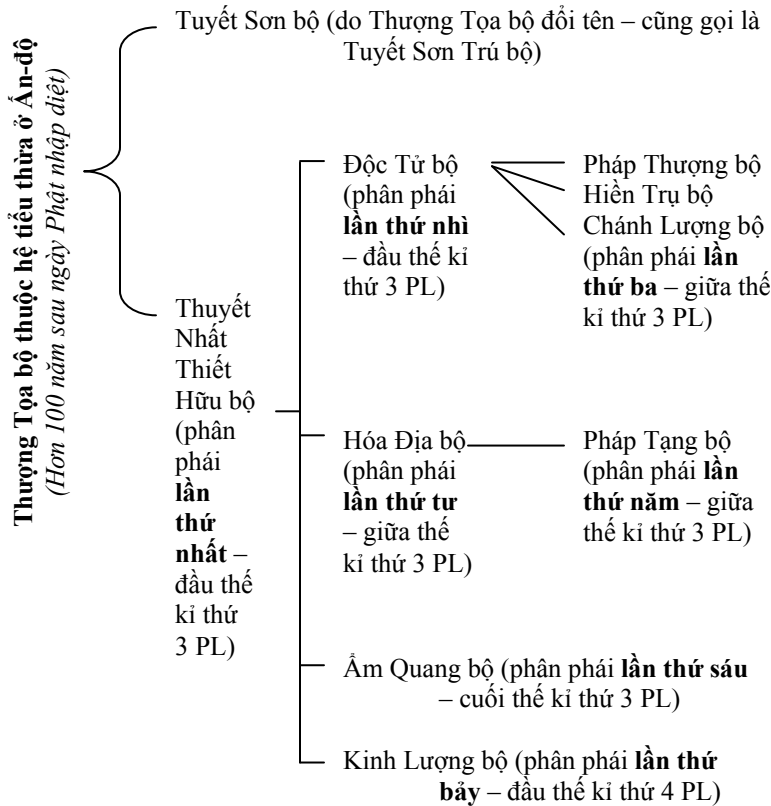 Thượng Tọa bộ thuộc hệ tiểu thừa ở Ấn-độ
(Hơn 100 năm sau ngày Phật nhập diệt)
Tuyết Sơn bộ (do Thượng Tọa bộ đổi tên – cũng gọi là
Tuyết Sơn Trú bộ)
Thuyết
Nhất
Thiết
Hữu bộ
(phân
phái
lần
thứ
nhất –
đầu thế
kỉ thứ
3 PL)
Độc Tử bộ
(phân phái
lần thứ nhì
– đầu thế kỉ
thứ 3 PL)
Pháp Thượng bộ
Hiền Trụ bộ
Chánh Lượng bộ
(phân phái lần
thứ ba – giữa thế
kỉ thứ 3 PL)
Hóa Địa bộ
(phân phái
lần thứ tư
– giữa thế
kỉ thứ 3 PL)
Pháp Tạng bộ
(phân phái lần
thứ năm – giữa
thế kỉ thứ 3 PL)
Ẩm Quang bộ (phân phái lần thứ sáu
– cuối thế kỉ thứ 3 PL)
Kinh Lượng bộ (phân phái lần thứ
bảy – đầu thế kỉ thứ 4 PL)